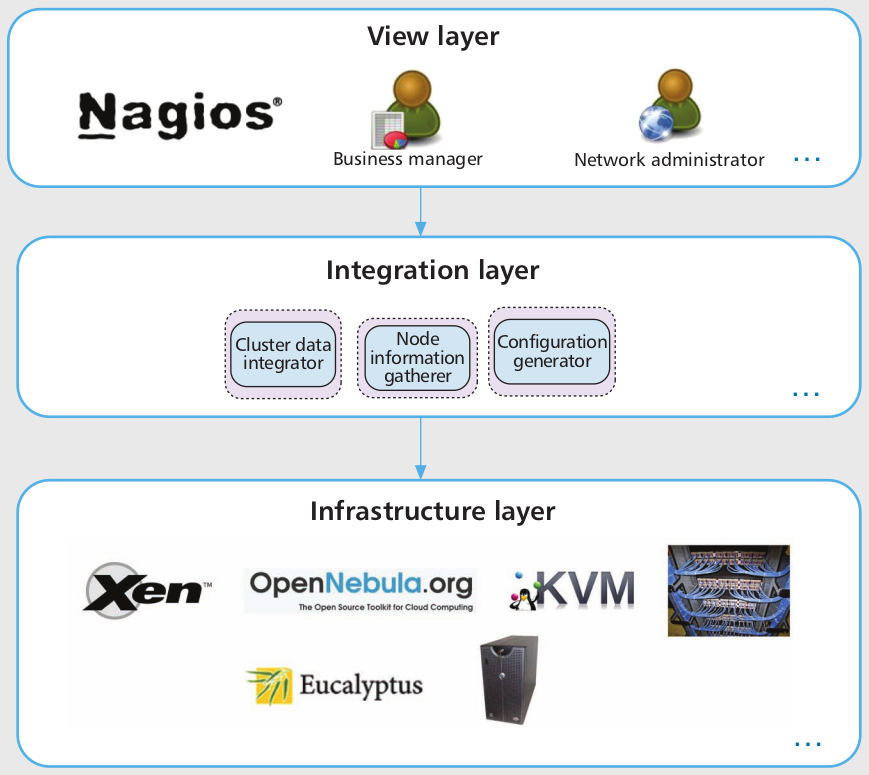 View layer
Nagios®
Business manager
Network administrator
...
Integration layer
Cluster data
integrator
Node
information
gatherer
Configuration
generator
...
Infrastructure layer
Xen™
OpenNebula.org
The Open Source Toolkit for Cloud Computing
KVM
Eucalyptus
...